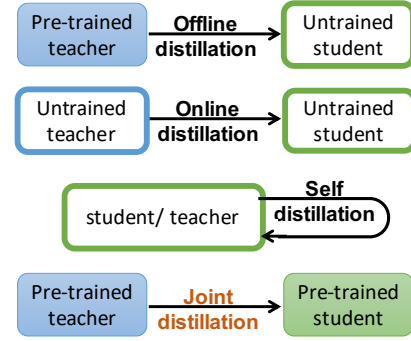 Pre-trained teacher
Offline distillation
Untrained student
Untrained teacher
Online distillation
Untrained student
student/ teacher
Self distillation
Pre-trained teacher
Joint distillation
Pre-trained student